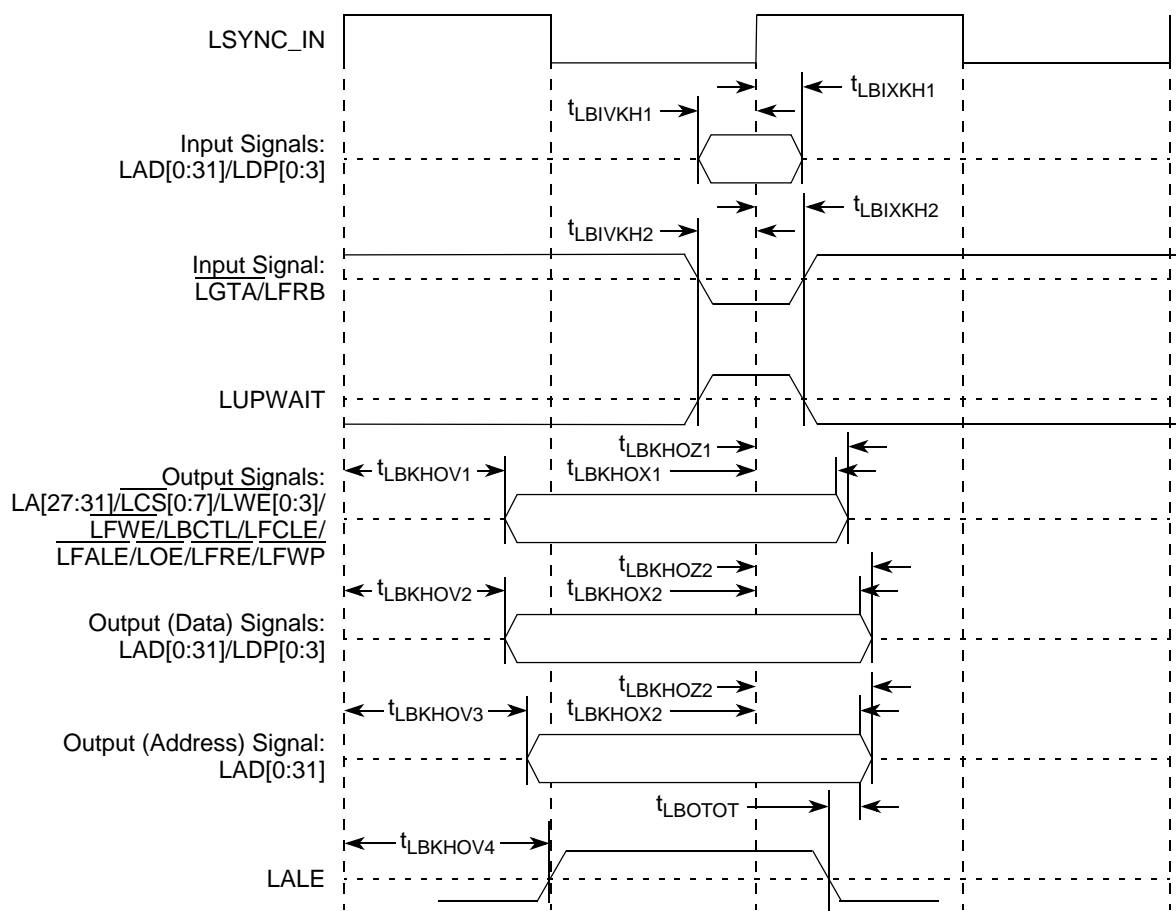 LSYNC_IN
tLBIXKH1
tLBIVKH1
Input Signals:
LAD[0:31]/LDP[0:3]
tLBIXKH2
tLBIVKH2
Input Signal:
LGTA/LFRB
LUPWAIT
tLBKHOZ1
tLBKHOV1
tLBKHOX1
Output Signals:
LA[27:31]/LCS[0:7]/LWE[0:3]/
LFWE/LBCTL/LFCLE/
LFALE/LOE/LFRE/LFWP
tLBKHOZ2
tLBKHOV2
tLBKHOX2
Output (Data) Signals:
LAD[0:31]/LDP[0:3]
tLBKHOZ2
tLBKHOV3
tLBKHOX2
Output (Address) Signal:
LAD[0:31]
tLBOTOT
tLBKHOV4
LALE